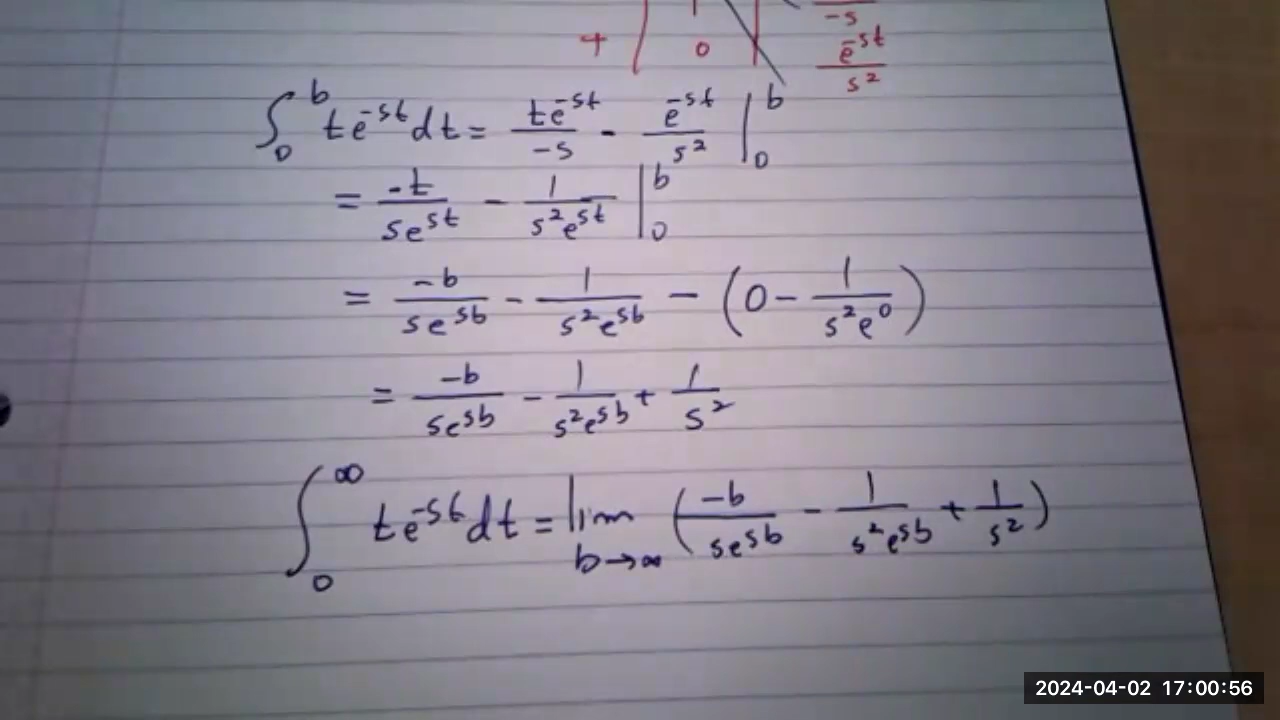 -s
+ | 0 | e^{-st}/s²
∫₀^b te^{-st}dt = te^{-st}/-s - e^{-st}/s² |₀^b
= -t/se^{st} - 1/s²e^{st} |₀^b
= -b/se^{sb} - 1/s²e^{sb} - (0 - 1/s²e⁰)
= -b/se^{sb} - 1/s²e^{sb} + 1/s²
∫₀^∞ te^{-st}dt = lim_{b→∞} (-b/se^{sb} - 1/s²e^{sb} + 1/s²)
2024-04-02 17:00:56